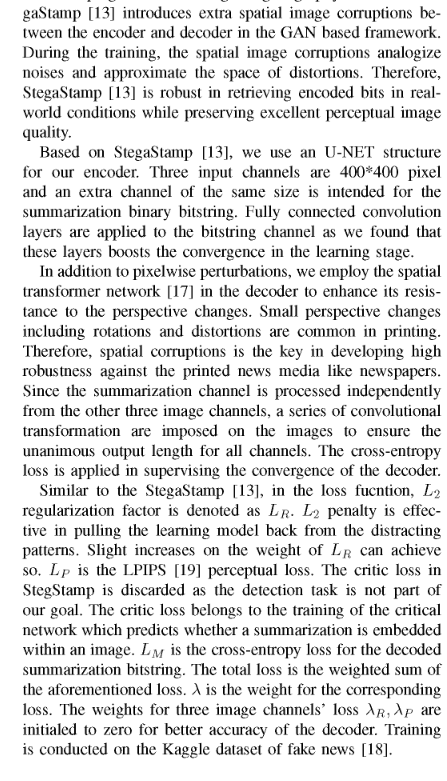 gaStamp [13] introduces extra spatial image corruptions be-
tween the encoder and decoder in the GAN based framework.
During the training, the spatial image corruptions analogize
noises and approximate the space of distortions. Therefore,
StegaStamp [13] is robust in retrieving encoded bits in real-
world conditions while preserving excellent perceptual image
quality.
Based on StegaStamp [13], we use an U-NET structure
for our encoder. Three input channels are 400*400 pixel
and an extra channel of the same size is intended for the
summarization binary bitstring. Fully connected convolution
layers are applied to the bitstring channel as we found that
these layers boosts the convergence in the learning stage.
In addition to pixelwise perturbations, we employ the spatial
transformer network [17] in the decoder to enhance its resis-
tance to the perspective changes. Small perspective changes
including rotations and distortions are common in printing.
Therefore, spatial corruptions is the key in developing high
robustness against the printed news media like newspapers.
Since the summarization channel is processed independently
from the other three image channels, a series of convolutional
transformation are imposed on the images to ensure the
unanimous output length for all channels. The cross-entropy
loss is applied in supervising the convergence of the decoder.
Similar to the StegaStamp [13], in the loss fucntion, L₂
regularization factor is denoted as L_R. L₂ penalty is effec-
tive in pulling the learning model back from the distracting
patterns. Slight increases on the weight of L_R can achieve
so. L_P is the LPIPS [19] perceptual loss. The critic loss in
StegStamp is discarded as the detection task is not part of
our goal. The critic loss belongs to the training of the critical
network which predicts whether a summarization is embedded
within an image. L_M is the cross-entropy loss for the decoded
summarization bitstring. The total loss is the weighted sum of
the aforementioned loss. λ is the weight for the corresponding
loss. The weights for three image channels' loss λ_R, λ_P are
initialed to zero for better accuracy of the decoder. Training
is conducted on the Kaggle dataset of fake news [18].